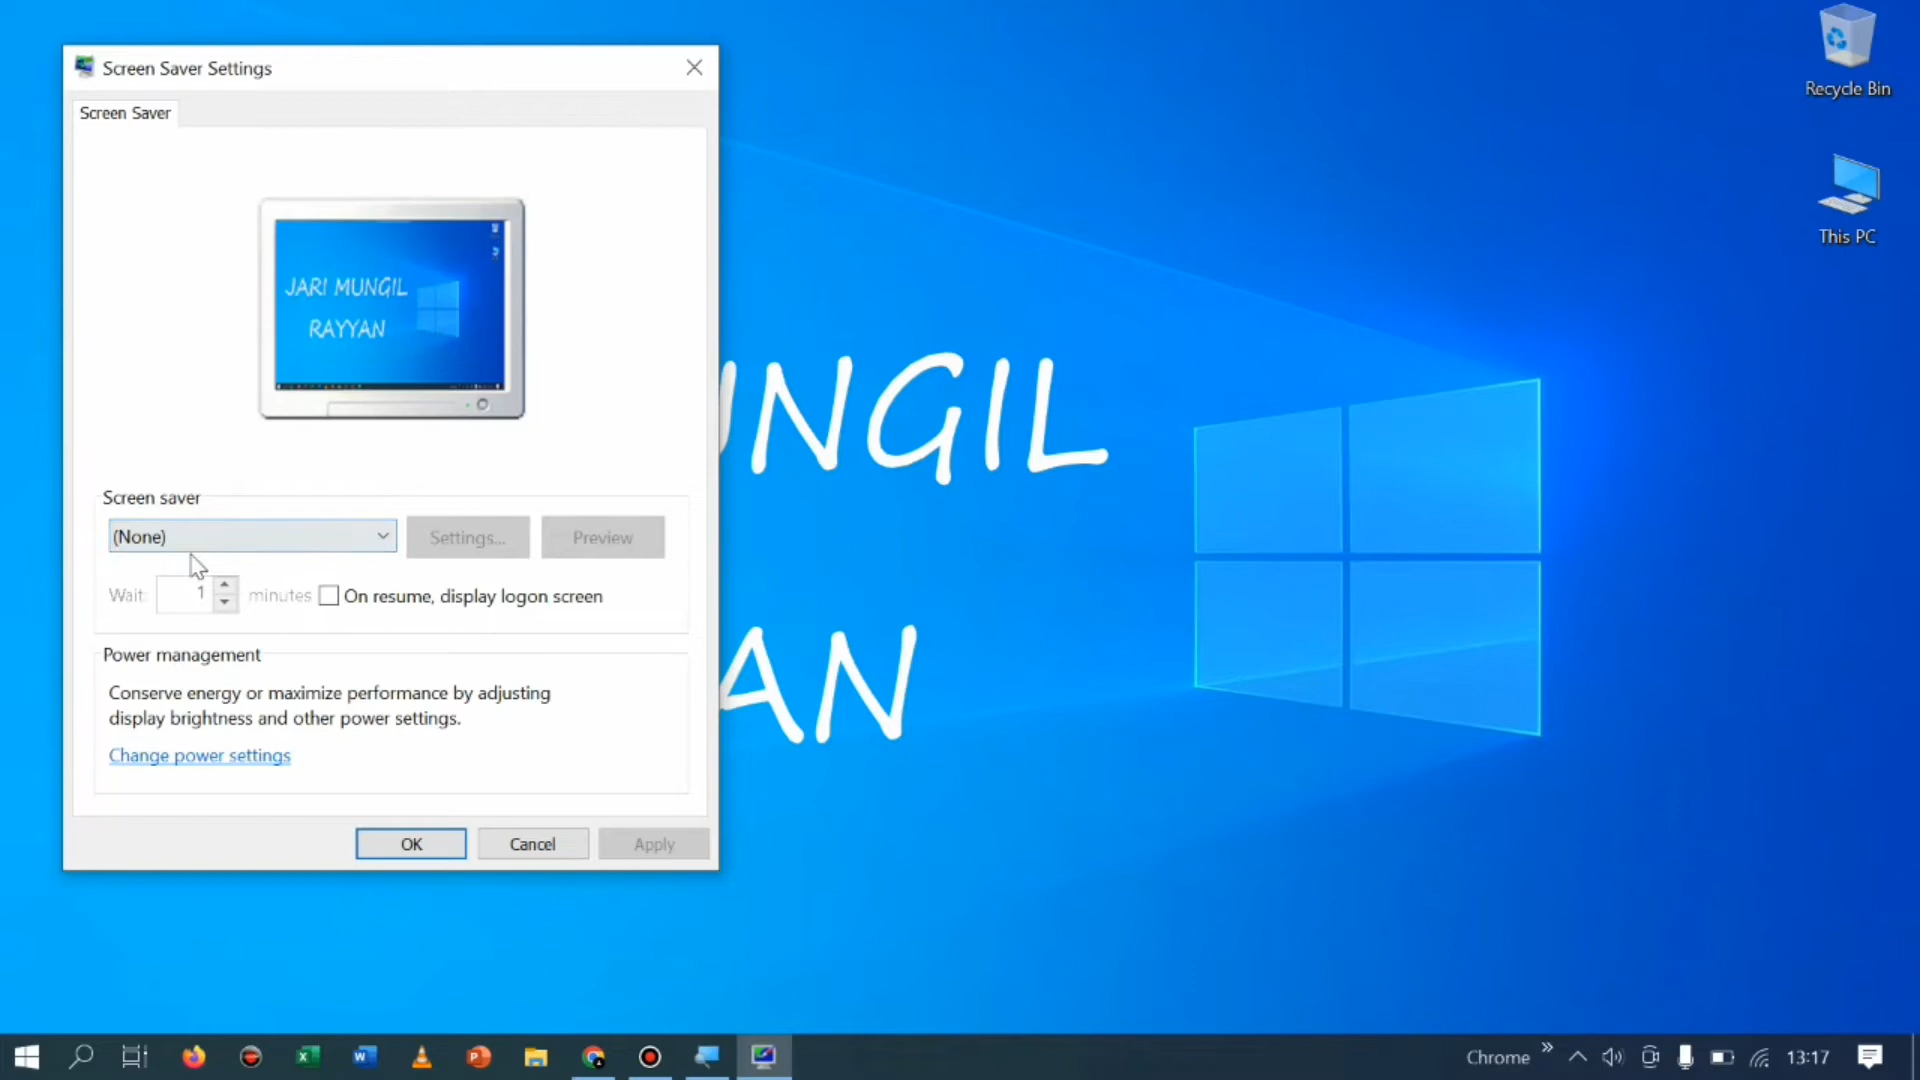 Screen Saver Settings
Screen Saver
JARI MUNGIL
RAYYAN
Screen saver
(None)
Settings...
Preview
Wait:
1
minutes
On resume, display logon screen
Power management
Conserve energy or maximize performance by adjusting
display brightness and other power settings.
Change power settings
OK
Cancel
Apply
UNGIL
AN
Recycle Bin
This PC
Chrome
13:17